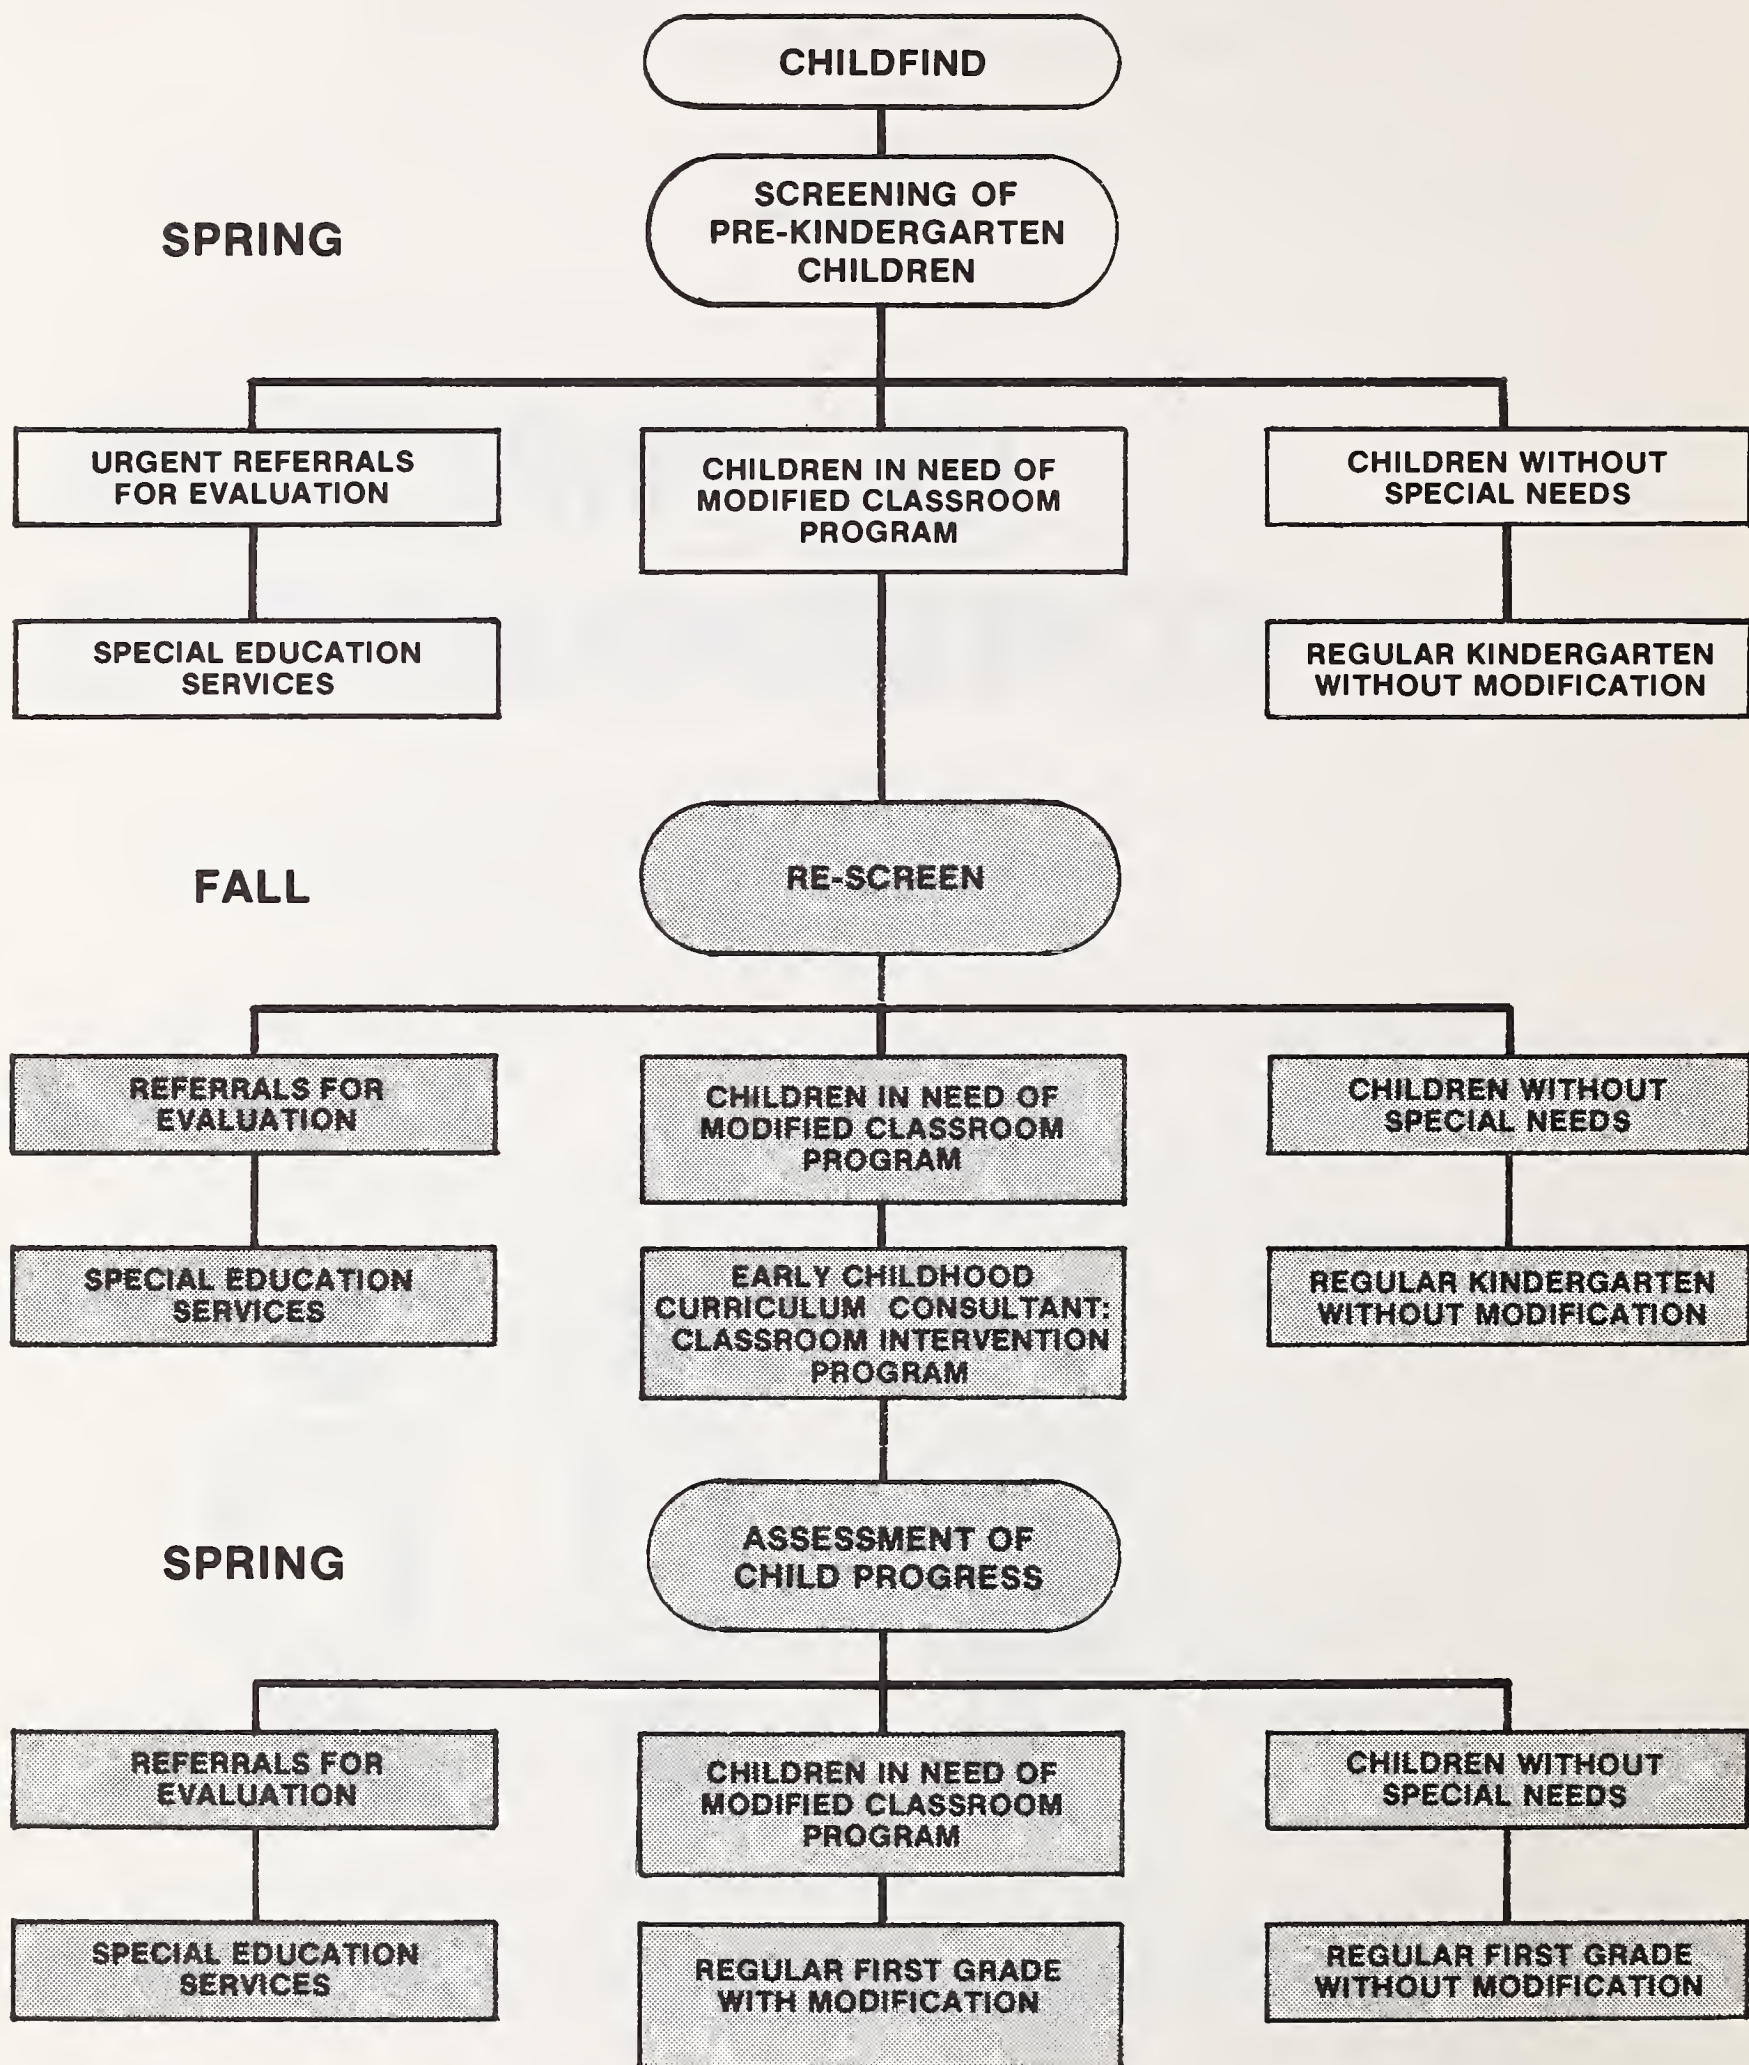 CHILDFIND
SCREENING OF
PRE-KINDERGARTEN
CHILDREN
SPRING
URGENT REFERRALS
FOR EVALUATION
CHILDREN IN NEED OF
MODIFIED CLASSROOM
PROGRAM
CHILDREN WITHOUT
SPECIAL NEEDS
SPECIAL EDUCATION
SERVICES
REGULAR KINDERGARTEN
WITHOUT MODIFICATION
RE-SCREEN
FALL
REFERRALS FOR
EVALUATION
CHILDREN IN NEED OF
MODIFIED CLASSROOM
PROGRAM
CHILDREN WITHOUT
SPECIAL NEEDS
SPECIAL EDUCATION
SERVICES
EARLY CHILDHOOD
CURRICULUM CONSULTANT:
CLASSROOM INTERVENTION
PROGRAM
REGULAR KINDERGARTEN
WITHOUT MODIFICATION
ASSESSMENT OF
CHILD PROGRESS
SPRING
REFERRALS FOR
EVALUATION
CHILDREN IN NEED OF
MODIFIED CLASSROOM
PROGRAM
CHILDREN WITHOUT
SPECIAL NEEDS
SPECIAL EDUCATION
SERVICES
REGULAR FIRST GRADE
WITH MODIFICATION
REGULAR FIRST GRADE
WITHOUT MODIFICATION